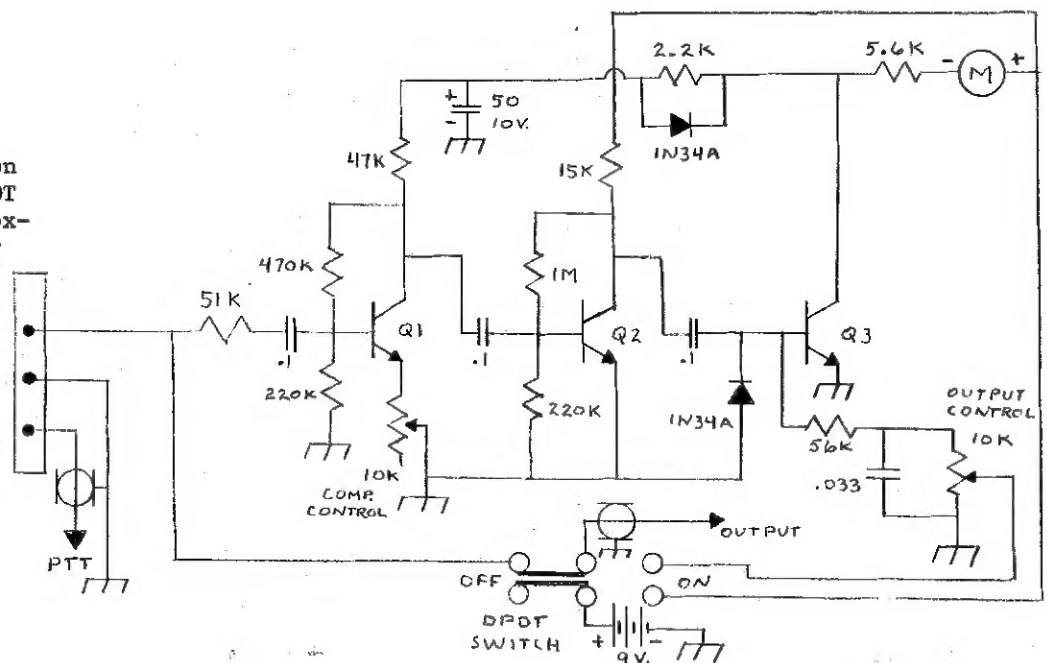 2.2K
5.6K
- M +
+ 50
- 10V.
1N34A
47K
15K
470K
1M
51K
Q1
Q2
Q3
.1
.1
.1
220K
220K
1N34A
OUTPUT
CONTROL
10K
56K
.033
10K
COMP.
CONTROL
OUTPUT
PTT
OFF
ON
DPDT
SWITCH
+ -
9V.